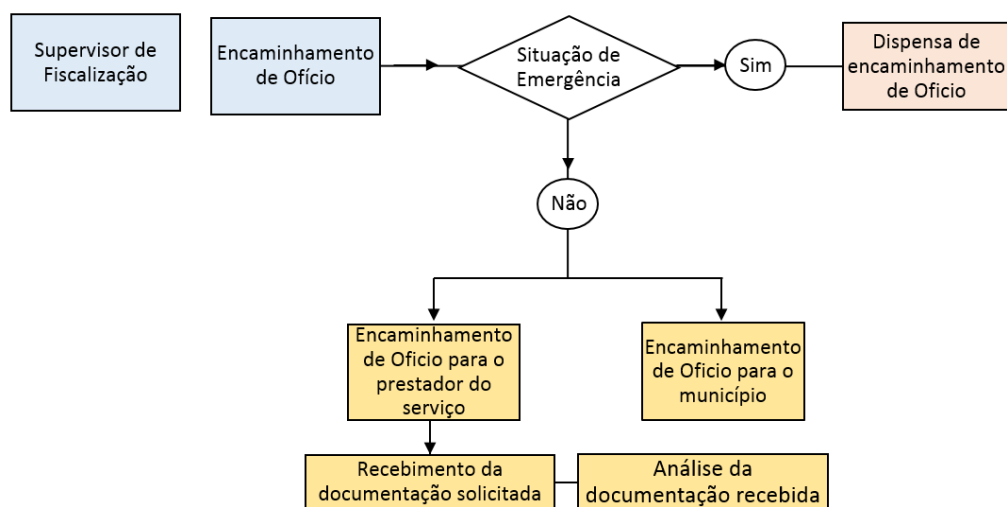 Supervisor de
Fiscalização
Encaminhamento
de Ofício
Situação de
Emergência
Sim
Dispensa de
encaminhamento
de Oficio
Não
Encaminhamento
de Oficio para o
prestador do
serviço
Encaminhamento
de Oficio para o
município
Recebimento da
documentação solicitada
Análise da
documentação recebida